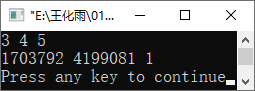 "E:\王化雨\01...
3 4 5
1703792 4199081 1
Press any key to continue